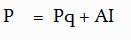 P = Pq + AI